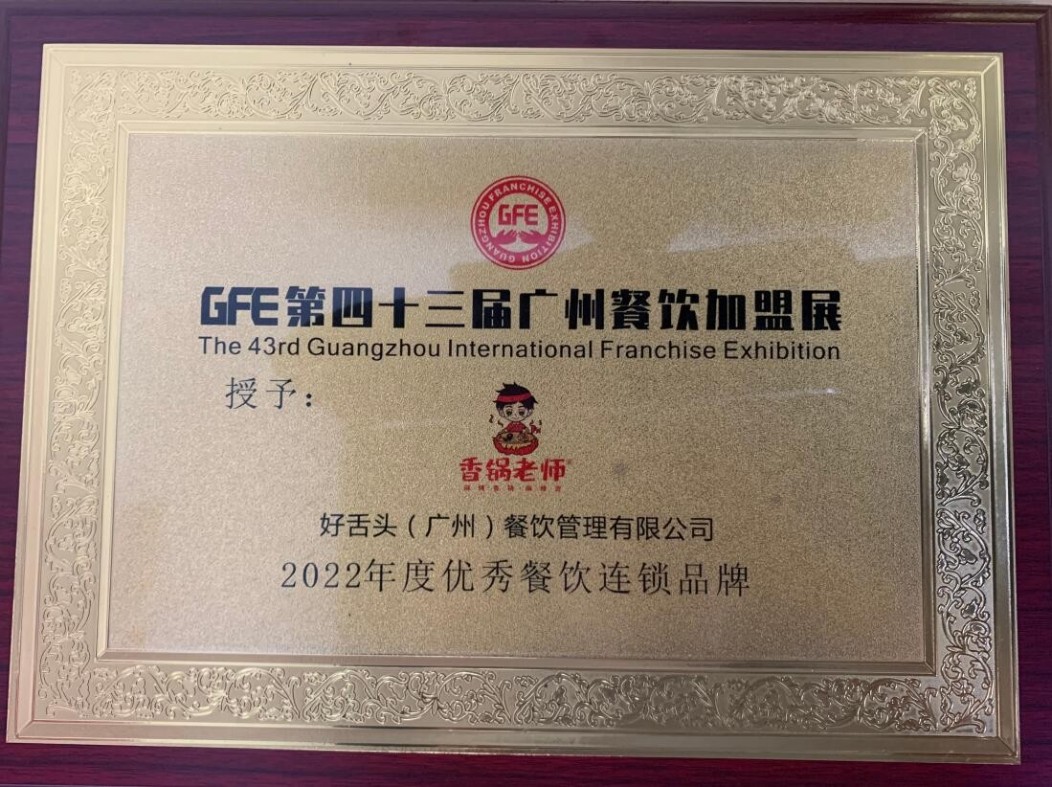 GUANGZHOU FRANCHISE EXHIBITION
GFE
GFE第四十三届广州餐饮加盟展
The 43rd Guangzhou International Franchise Exhibition
授予：
香锅老师
好舌头（广州）餐饮管理有限公司
2022年度优秀餐饮连锁品牌